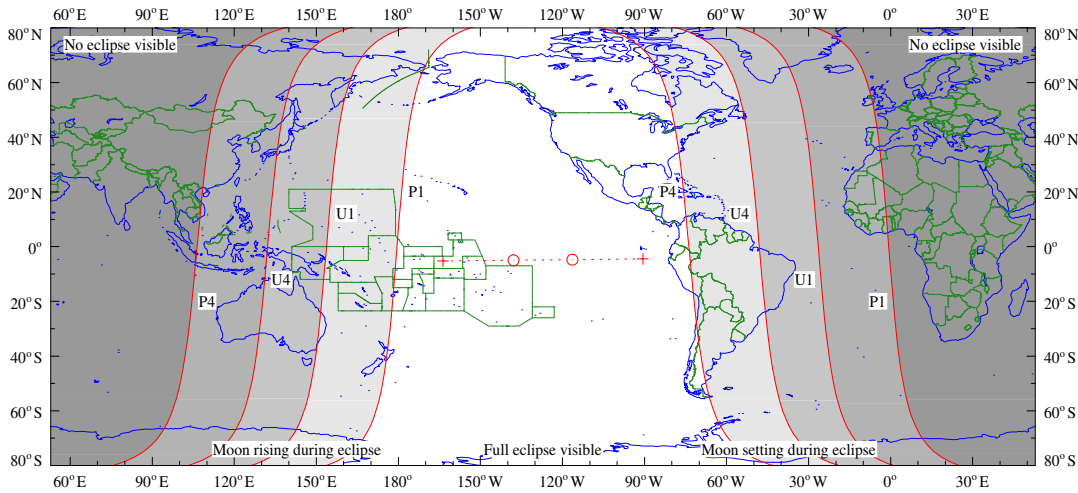 60° E 90° E 120° E 150° E 180° -150° W -120° W -90° W -60° W -30° W 0° 30° E
80° N 80° N
No eclipse visible No eclipse visible
60° N 60° N
40° N 40° N
20° N P1 P4 20° N
U1 U4
0° 0°
U4 U1
20° S P4 P1 20° S
40° S 40° S
60° S 60° S
Moon rising during eclipse Full eclipse visible Moon setting during eclipse
80° S 80° S
60° E 90° E 120° E 150° E 180° -150° W -120° W -90° W -60° W -30° W 0° 30° E